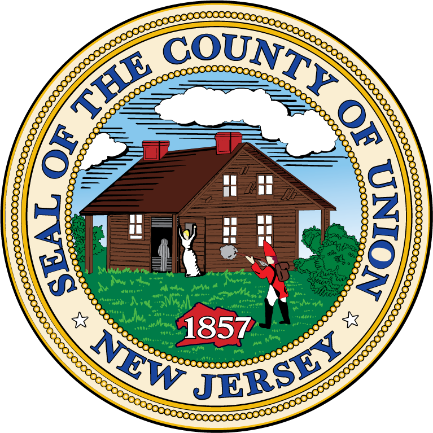 SEAL OF THE COUNTY OF UNION
NEW JERSEY
1857